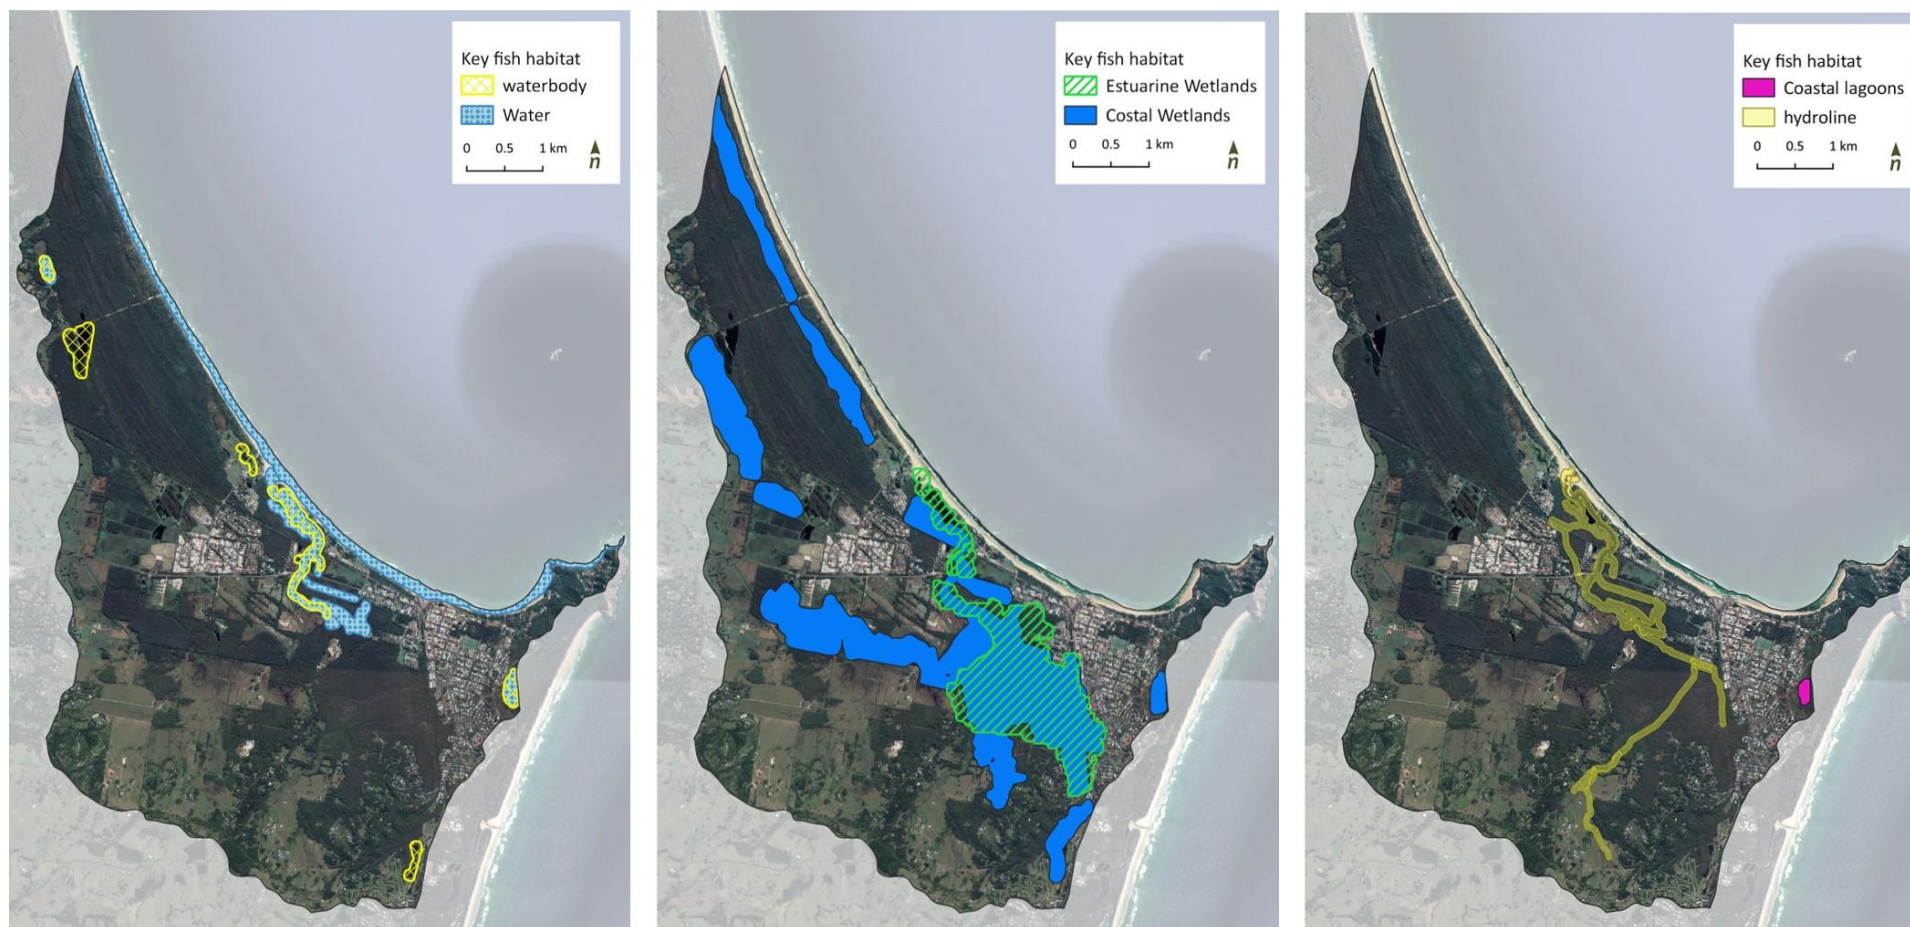 Key fish habitat
waterbody
Water
0 0.5 1 km
n
Key fish habitat
Estuarine Wetlands
Costal Wetlands
0 0.5 1 km
n
Key fish habitat
Coastal lagoons
hydroline
0 0.5 1 km
n